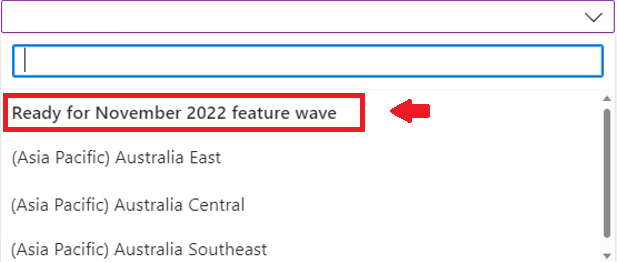 Ready for November 2022 feature wave
(Asia Pacific) Australia East
(Asia Pacific) Australia Central
(Asia Pacific) Australia Southeast